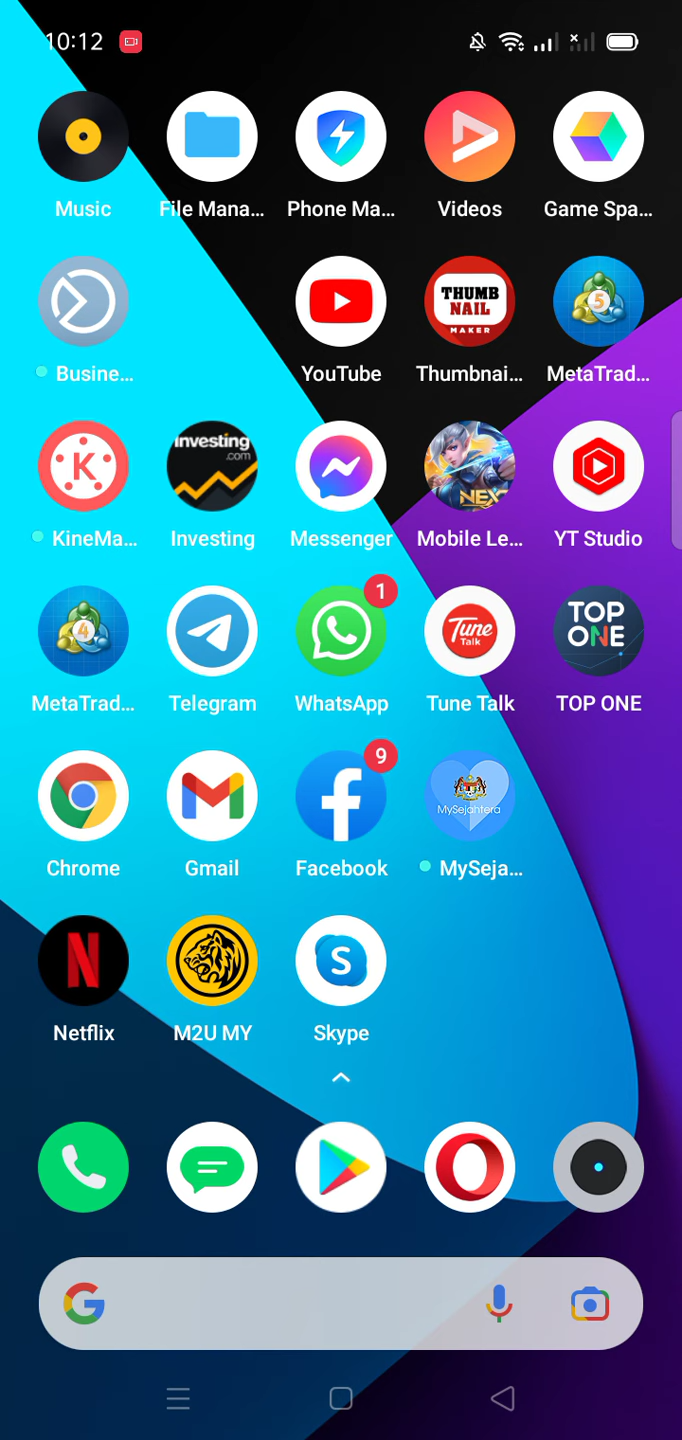 10:12
Music
File Mana...
Phone Ma...
Videos
Game Spa...
THUMB
NAIL
MAKER
5
Busine...
YouTube
Thumbnai...
MetaTrad...
K
Investing
.com
NEX
KineMa...
Investing
Messenger
Mobile Le...
YT Studio
4
1
Tune
Talk
TOP
ONE
MetaTrad...
Telegram
WhatsApp
Tune Talk
TOP ONE
9
MySejahtera
Chrome
Gmail
Facebook
MySeja...
N
S
Netflix
M2U MY
Skype
G